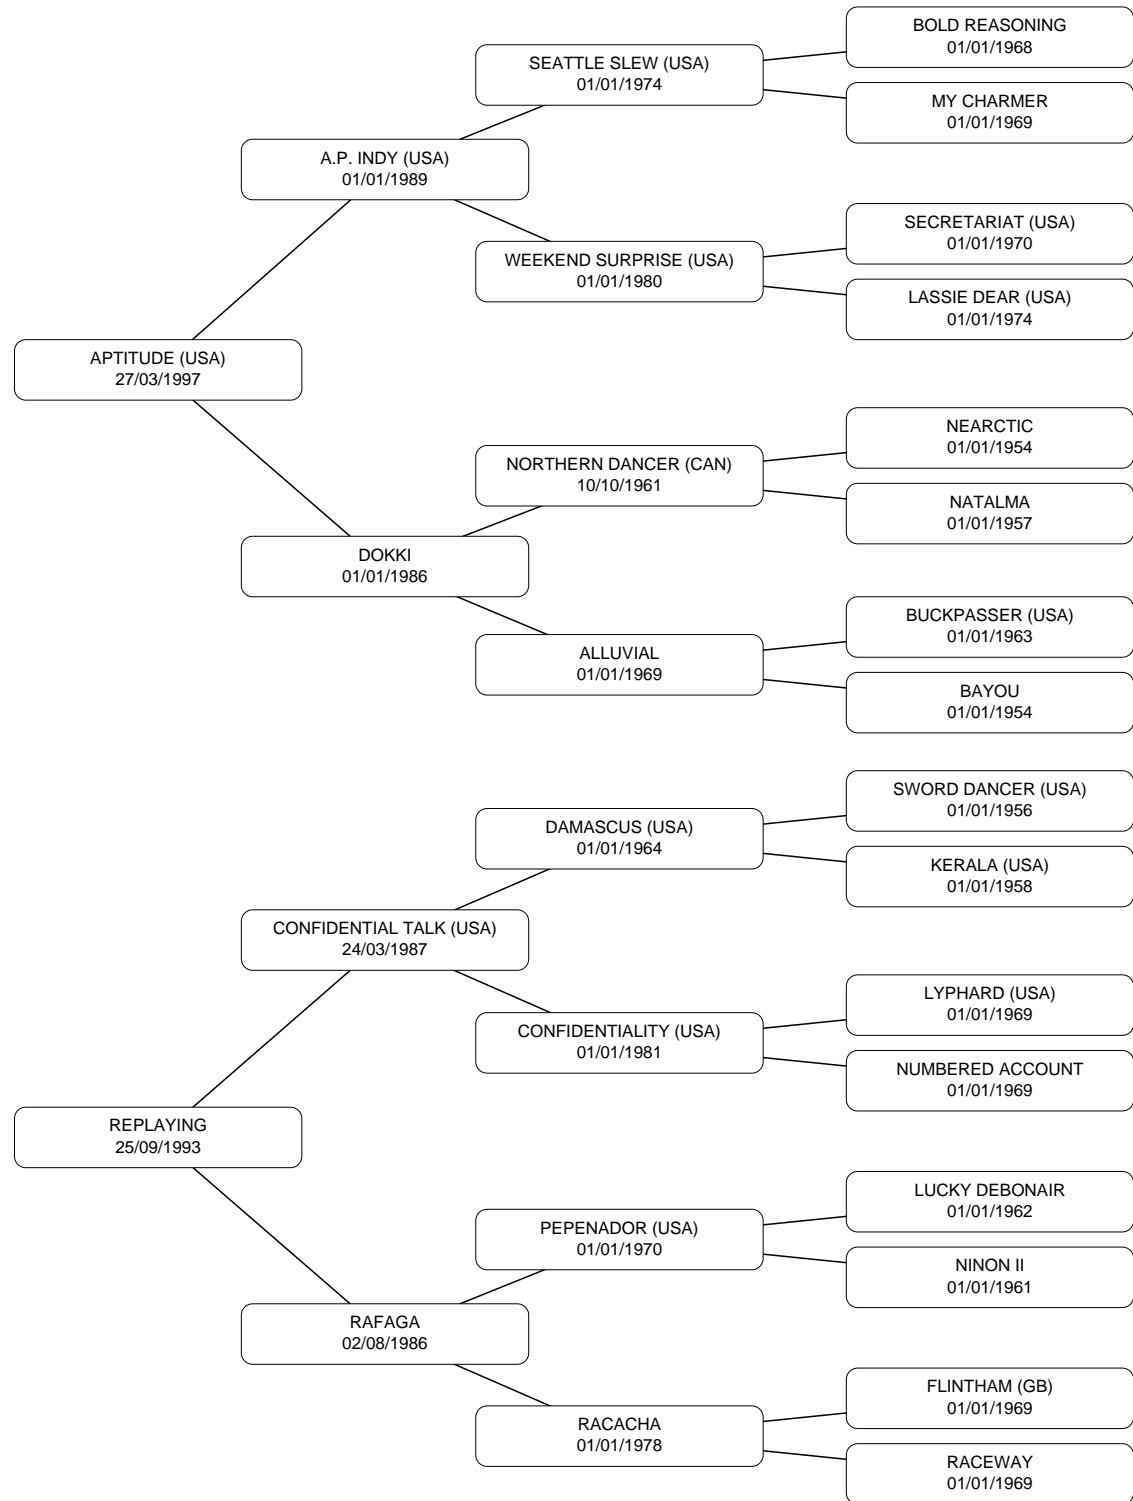 BOLD REASONING
01/01/1968
SEATTLE SLEW (USA)
01/01/1974
MY CHARMER
01/01/1969
A.P. INDY (USA)
01/01/1989
SECRETARIAT (USA)
01/01/1970
WEEKEND SURPRISE (USA)
01/01/1980
LASSIE DEAR (USA)
01/01/1974
APTITUDE (USA)
27/03/1997
NEARCTIC
01/01/1954
NORTHERN DANCER (CAN)
10/10/1961
NATALMA
01/01/1957
DOKKI
01/01/1986
BUCKPASSER (USA)
01/01/1963
ALLUVIAL
01/01/1969
BAYOU
01/01/1954
SWORD DANCER (USA)
01/01/1956
DAMASCUS (USA)
01/01/1964
KERALA (USA)
01/01/1958
CONFIDENTIAL TALK (USA)
24/03/1987
LYPHARD (USA)
01/01/1969
CONFIDENTIALITY (USA)
01/01/1981
NUMBERED ACCOUNT
01/01/1969
REPLAYING
25/09/1993
LUCKY DEBONAIR
01/01/1962
PEPENADOR (USA)
01/01/1970
NINON II
01/01/1961
RAFAGA
02/08/1986
FLINTHAM (GB)
01/01/1969
RACACHA
01/01/1978
RACEWAY
01/01/1969